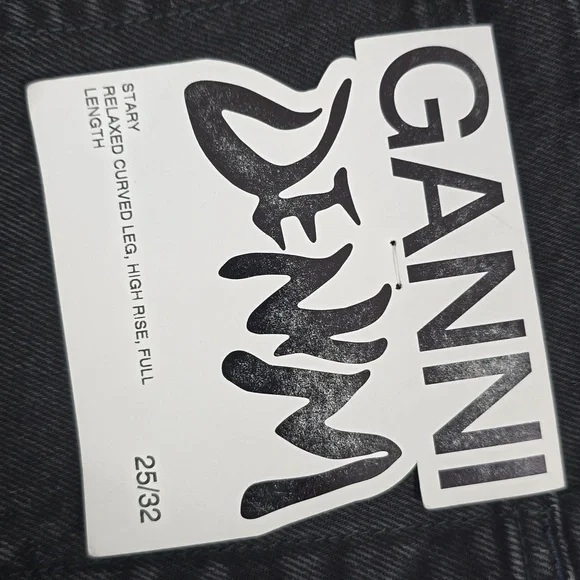 GANNI
DENIM
STARY
RELAXED CURVED LEG, HIGH RISE, FULL
LENGTH
25/32